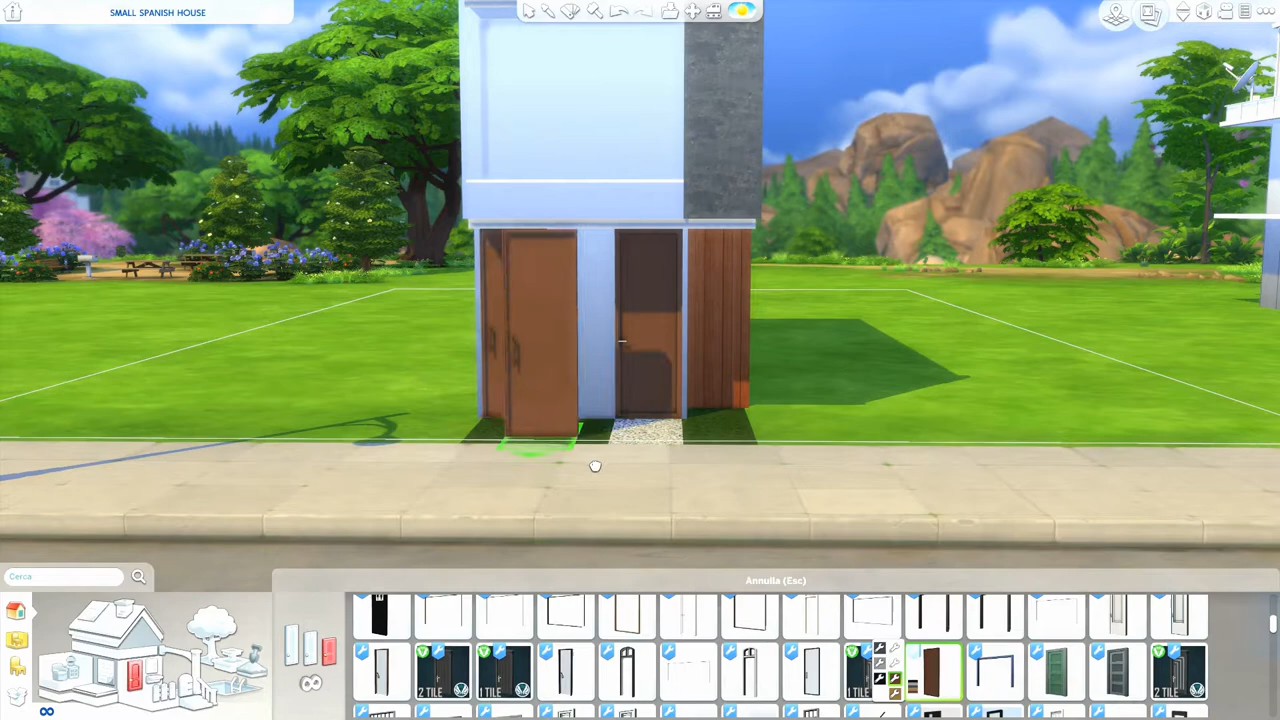 SMALL SPANISH HOUSE
Cerca
Annulla (Esc)
2 TILE
1 TILE
1 TILE
2 TILE